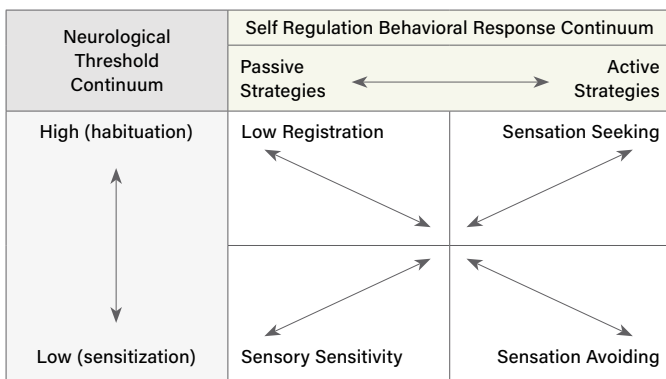 Neurological
Threshold
Continuum
Self Regulation Behavioral Response Continuum
Passive
Strategies
Active
Strategies
High (habituation)
Low Registration
Sensation Seeking
Low (sensitization)
Sensory Sensitivity
Sensation Avoiding